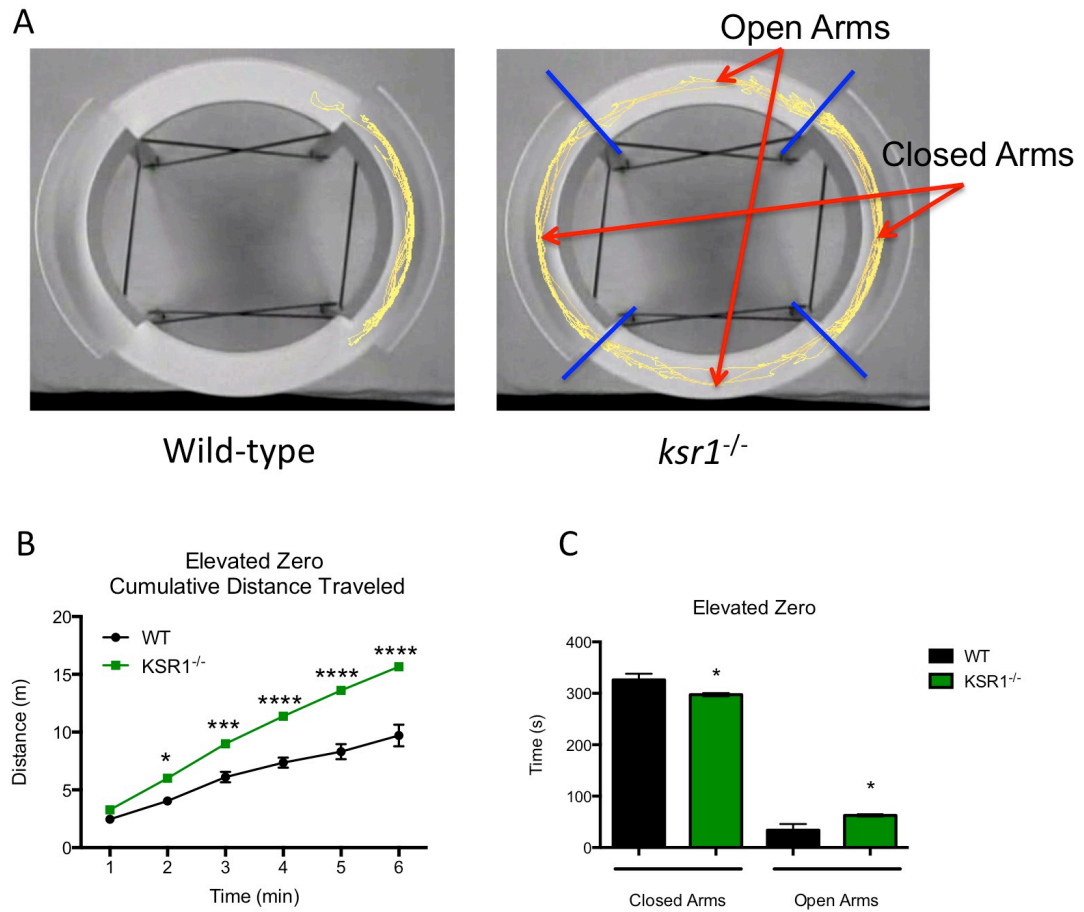 A
Open Arms
Closed Arms
Wild-type
ksr1-/-
B
Elevated Zero
Cumulative Distance Traveled
20
15
10
5
0
WT
KSR1-/-
*
***
****
****
****
1 2 3 4 5 6
Distance (m)
Time (min)
C
Elevated Zero
400
300
200
100
0
Time (s)
*
*
WT
KSR1-/-
Closed Arms
Open Arms